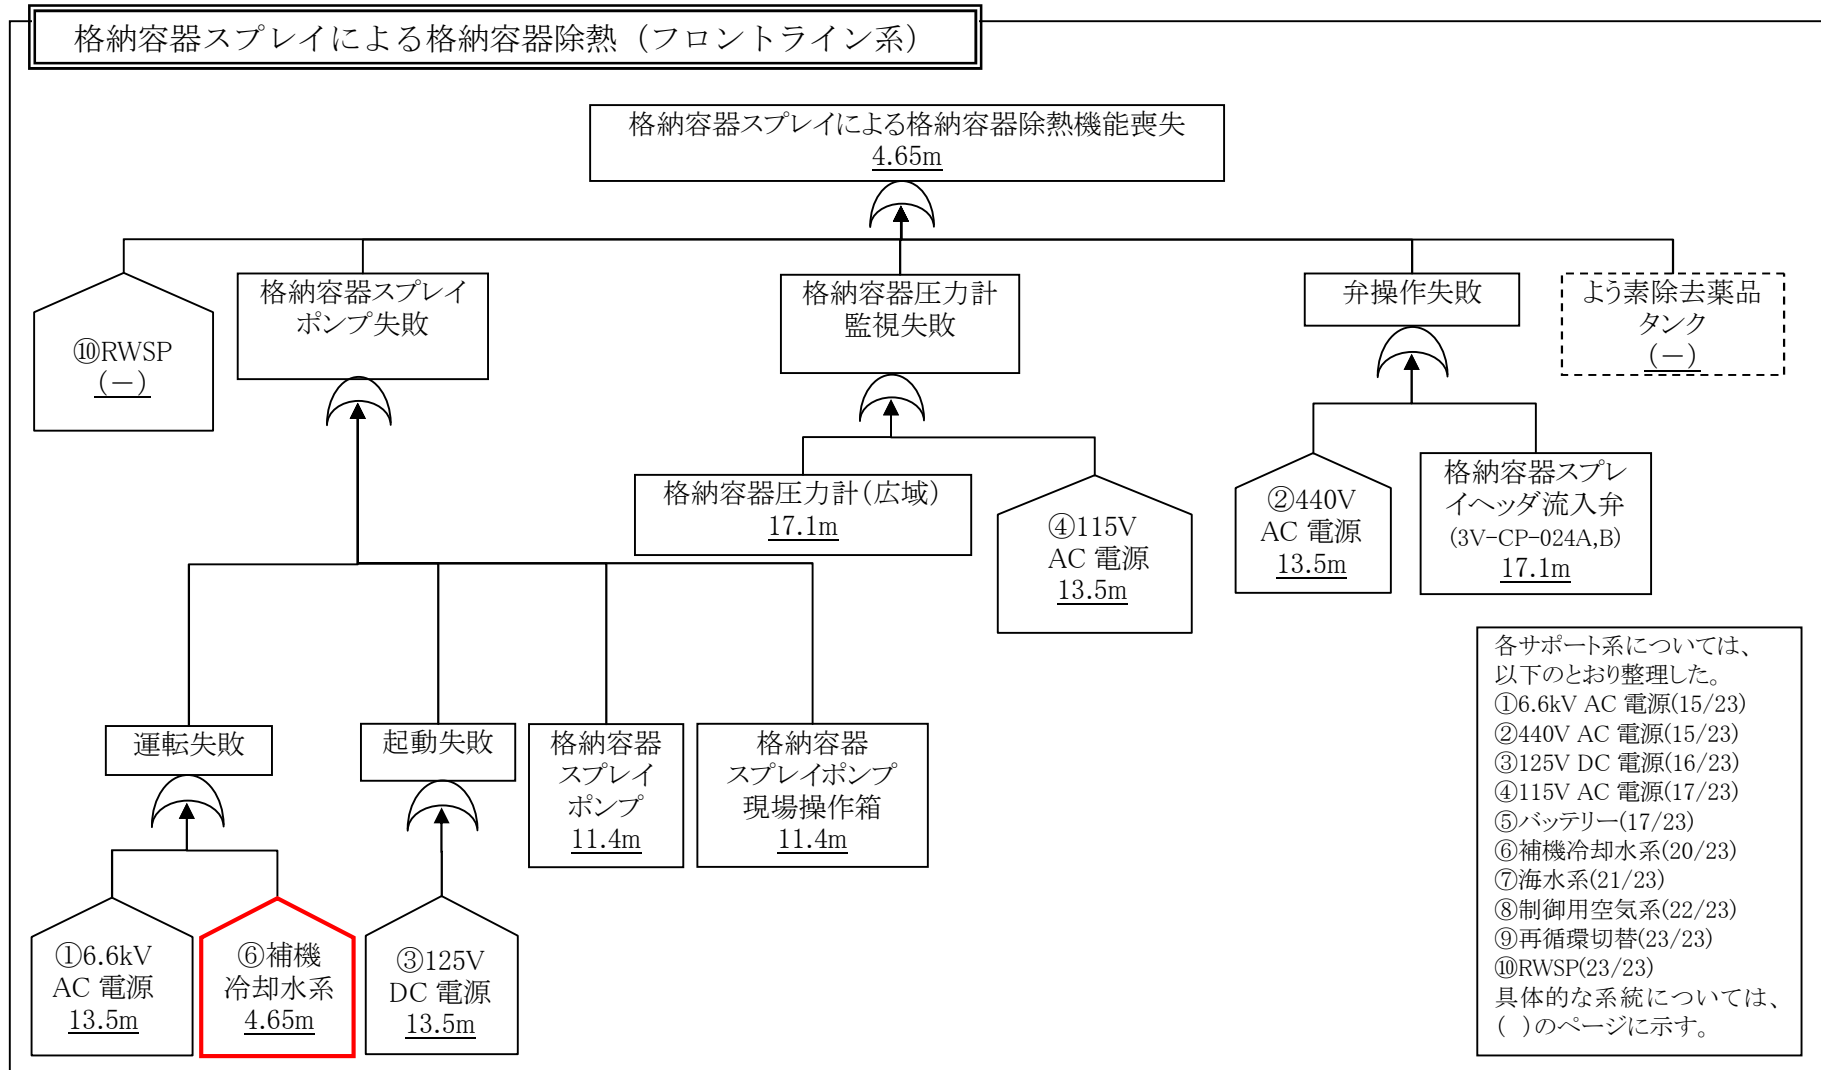 格納容器スプレイによる格納容器除熱（フロントライン系）
格納容器スプレイによる格納容器除熱機能喪失
4.65m
⑩RWSP
(－)
格納容器スプレイ
ポンプ失敗
格納容器圧力計
監視失敗
弁操作失敗
よう素除去薬品
タンク
(－)
格納容器圧力計(広域)
17.1m
④115V
AC 電源
13.5m
②440V
AC 電源
13.5m
格納容器スプレ
イヘッダ流入弁
(3V-CP-024A,B)
17.1m
運転失敗
起動失敗
格納容器
スプレイ
ポンプ
11.4m
格納容器
スプレイポンプ
現場操作箱
11.4m
①6.6kV
AC 電源
13.5m
⑥補機
冷却水系
4.65m
③125V
DC 電源
13.5m
各サポート系については、
以下のとおり整理した。
①6.6kV AC 電源(15/23)
②440V AC 電源(15/23)
③125V DC 電源(16/23)
④115V AC 電源(17/23)
⑤バッテリー(17/23)
⑥補機冷却水系(20/23)
⑦海水系(21/23)
⑧制御用空気系(22/23)
⑨再循環切替(23/23)
⑩RWSP(23/23)
具体的な系統については、
( )のページに示す。